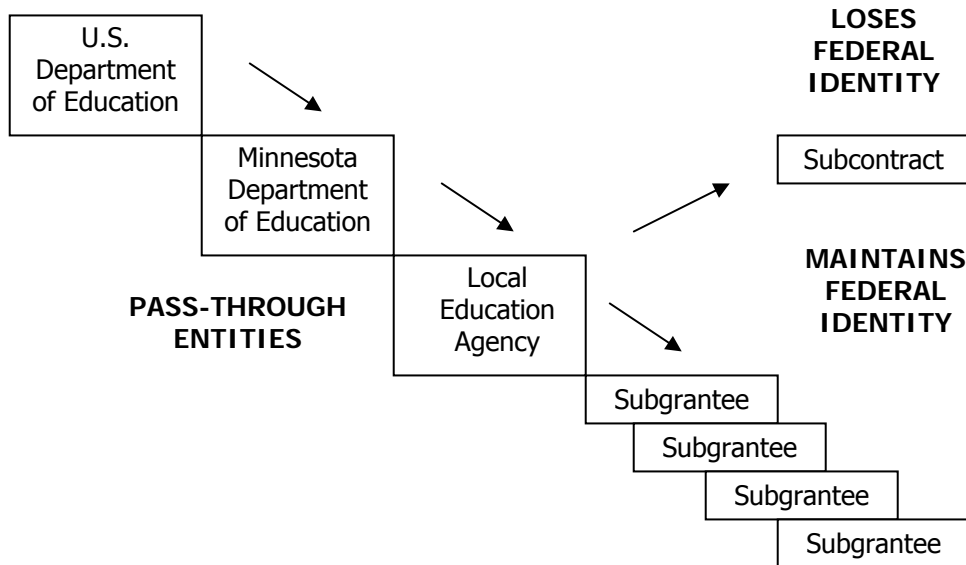 U.S.
Department
of Education
LOSES
FEDERAL
IDENTITY
Minnesota
Department
of Education
Subcontract
PASS-THROUGH
ENTITIES
Local
Education
Agency
MAINTAINS
FEDERAL
IDENTITY
Subgrantee
Subgrantee
Subgrantee
Subgrantee